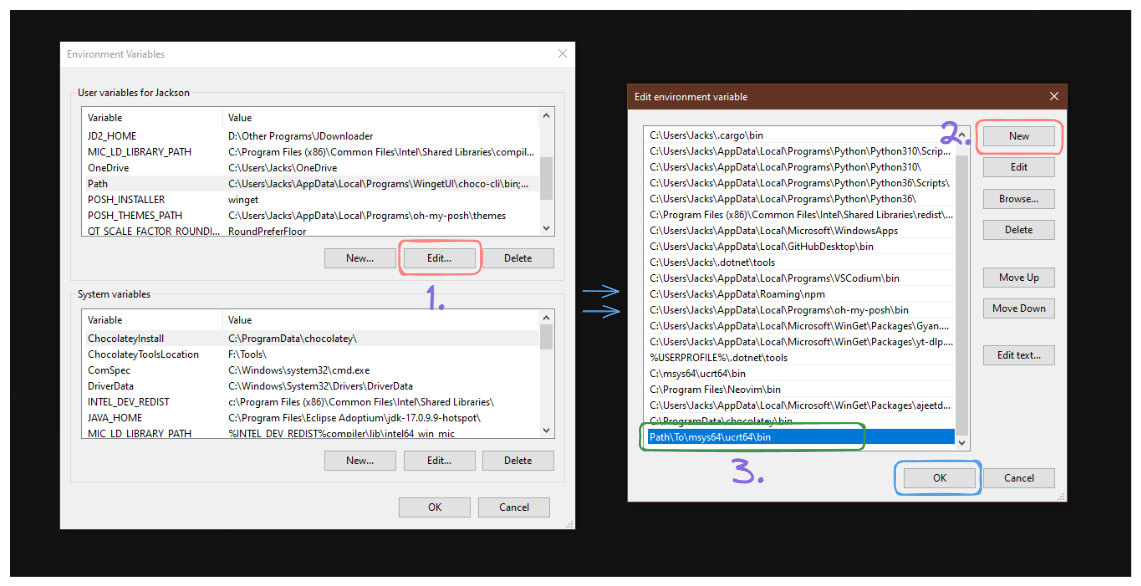 Environment Variables
User variables for Jackson
Variable Value
JD2_HOME D:\Other Programs\JDownloader
MIC_LD_LIBRARY_PATH C:\Program Files (x86)\Common Files\Intel\Shared Libraries\compil...
OneDrive C:\Users\Jacks\OneDrive
Path C:\Users\Jacks\AppData\Local\Programs\WingetUI\choco-cli\bin;...
POSH_INSTALLER winget
POSH_THEMES_PATH C:\Users\Jacks\AppData\Local\Programs\oh-my-posh\themes
QT_SCALE_FACTOR_ROUNDI... RoundPreferFloor
New... Edit... Delete
1.
System variables
Variable Value
ChocolateyInstall C:\ProgramData\chocolatey\
ChocolateyToolsLocation F:\Tools\
ComSpec C:\Windows\system32\cmd.exe
DriverData C:\Windows\System32\Drivers\DriverData
INTEL_DEV_REDIST c:\Program Files (x86)\Common Files\Intel\Shared Libraries\
JAVA_HOME C:\Program Files\Eclipse Adoptium\jdk-17.0.9.9-hotspot\
MIC_LD_LIBRARY_PATH %INTEL_DEV_REDIST%compiler\lib\intel64_win_mic
New... Edit... Delete
OK Cancel
Edit environment variable
C:\Users\Jacks\.cargo\bin
C:\Users\Jacks\AppData\Local\Programs\Python\Python310\Scrip...
C:\Users\Jacks\AppData\Local\Programs\Python\Python310\
C:\Users\Jacks\AppData\Local\Programs\Python\Python36\Scripts\
C:\Users\Jacks\AppData\Local\Programs\Python\Python36\
C:\Program Files (x86)\Common Files\Intel\Shared Libraries\redist\...
C:\Users\Jacks\AppData\Local\Microsoft\WindowsApps
C:\Users\Jacks\AppData\Local\GitHubDesktop\bin
C:\Users\Jacks\.dotnet\tools
C:\Users\Jacks\AppData\Local\Programs\VSCodium\bin
C:\Users\Jacks\AppData\Roaming\npm
C:\Users\Jacks\AppData\Local\Programs\oh-my-posh\bin
C:\Users\Jacks\AppData\Local\Microsoft\WinGet\Packages\Gyan....
C:\Users\Jacks\AppData\Local\Microsoft\WinGet\Packages\yt-dlp....
%USERPROFILE%\.dotnet\tools
C:\msys64\ucrt64\bin
C:\Program Files\Neovim\bin
C:\Users\Jacks\AppData\Local\Microsoft\WinGet\Packages\ajeetd...
C:\ProgramData\chocolatey\bin
Path\To\msys64\ucrt64\bin
2.
New
Edit
Browse...
Delete
Move Up
Move Down
Edit text...
3.
OK Cancel